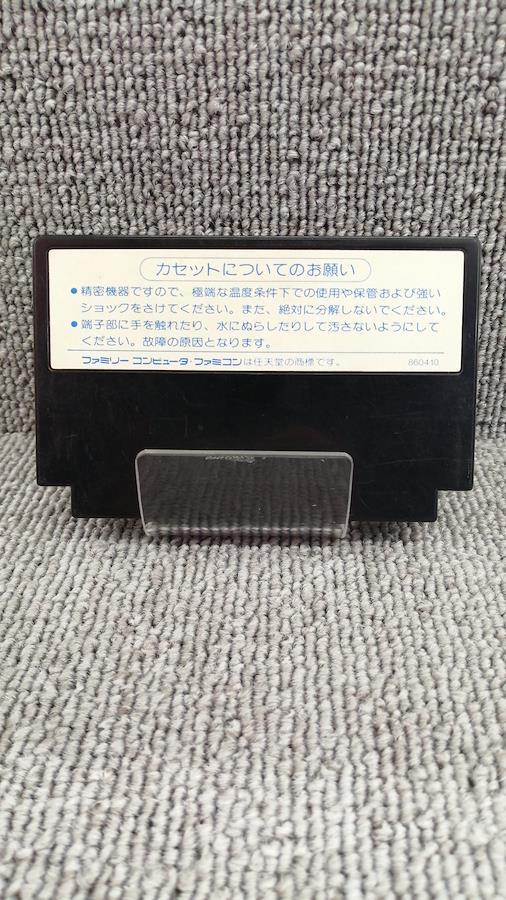 カセットについてのお願い
●精密機器ですので、極端な温度条件下での使用や保管および強い
ショックをさけてください。また、絶対に分解しないでください。
●端子部に手を触れたり、水にぬらしたりして汚さないようにして
ください。故障の原因となります。
ファミリー コンピュータ・ファミコンは任天堂の商標です。 860410